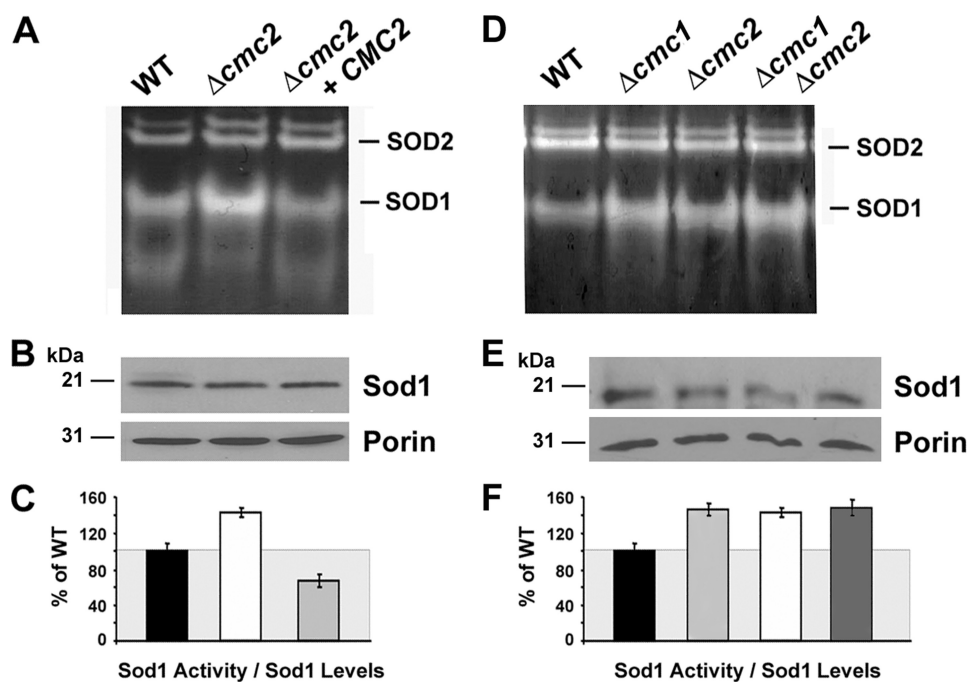 A
WT
Δcmc2
Δcmc2
+ CMC2
SOD2
SOD1
B
kDa
21
Sod1
31
Porin
C
% of WT
160
120
80
40
0
Sod1 Activity / Sod1 Levels
D
WT
Δcmc1
Δcmc2
Δcmc1
Δcmc2
SOD2
SOD1
E
kDa
21
Sod1
31
Porin
F
% of WT
160
120
80
40
0
Sod1 Activity / Sod1 Levels